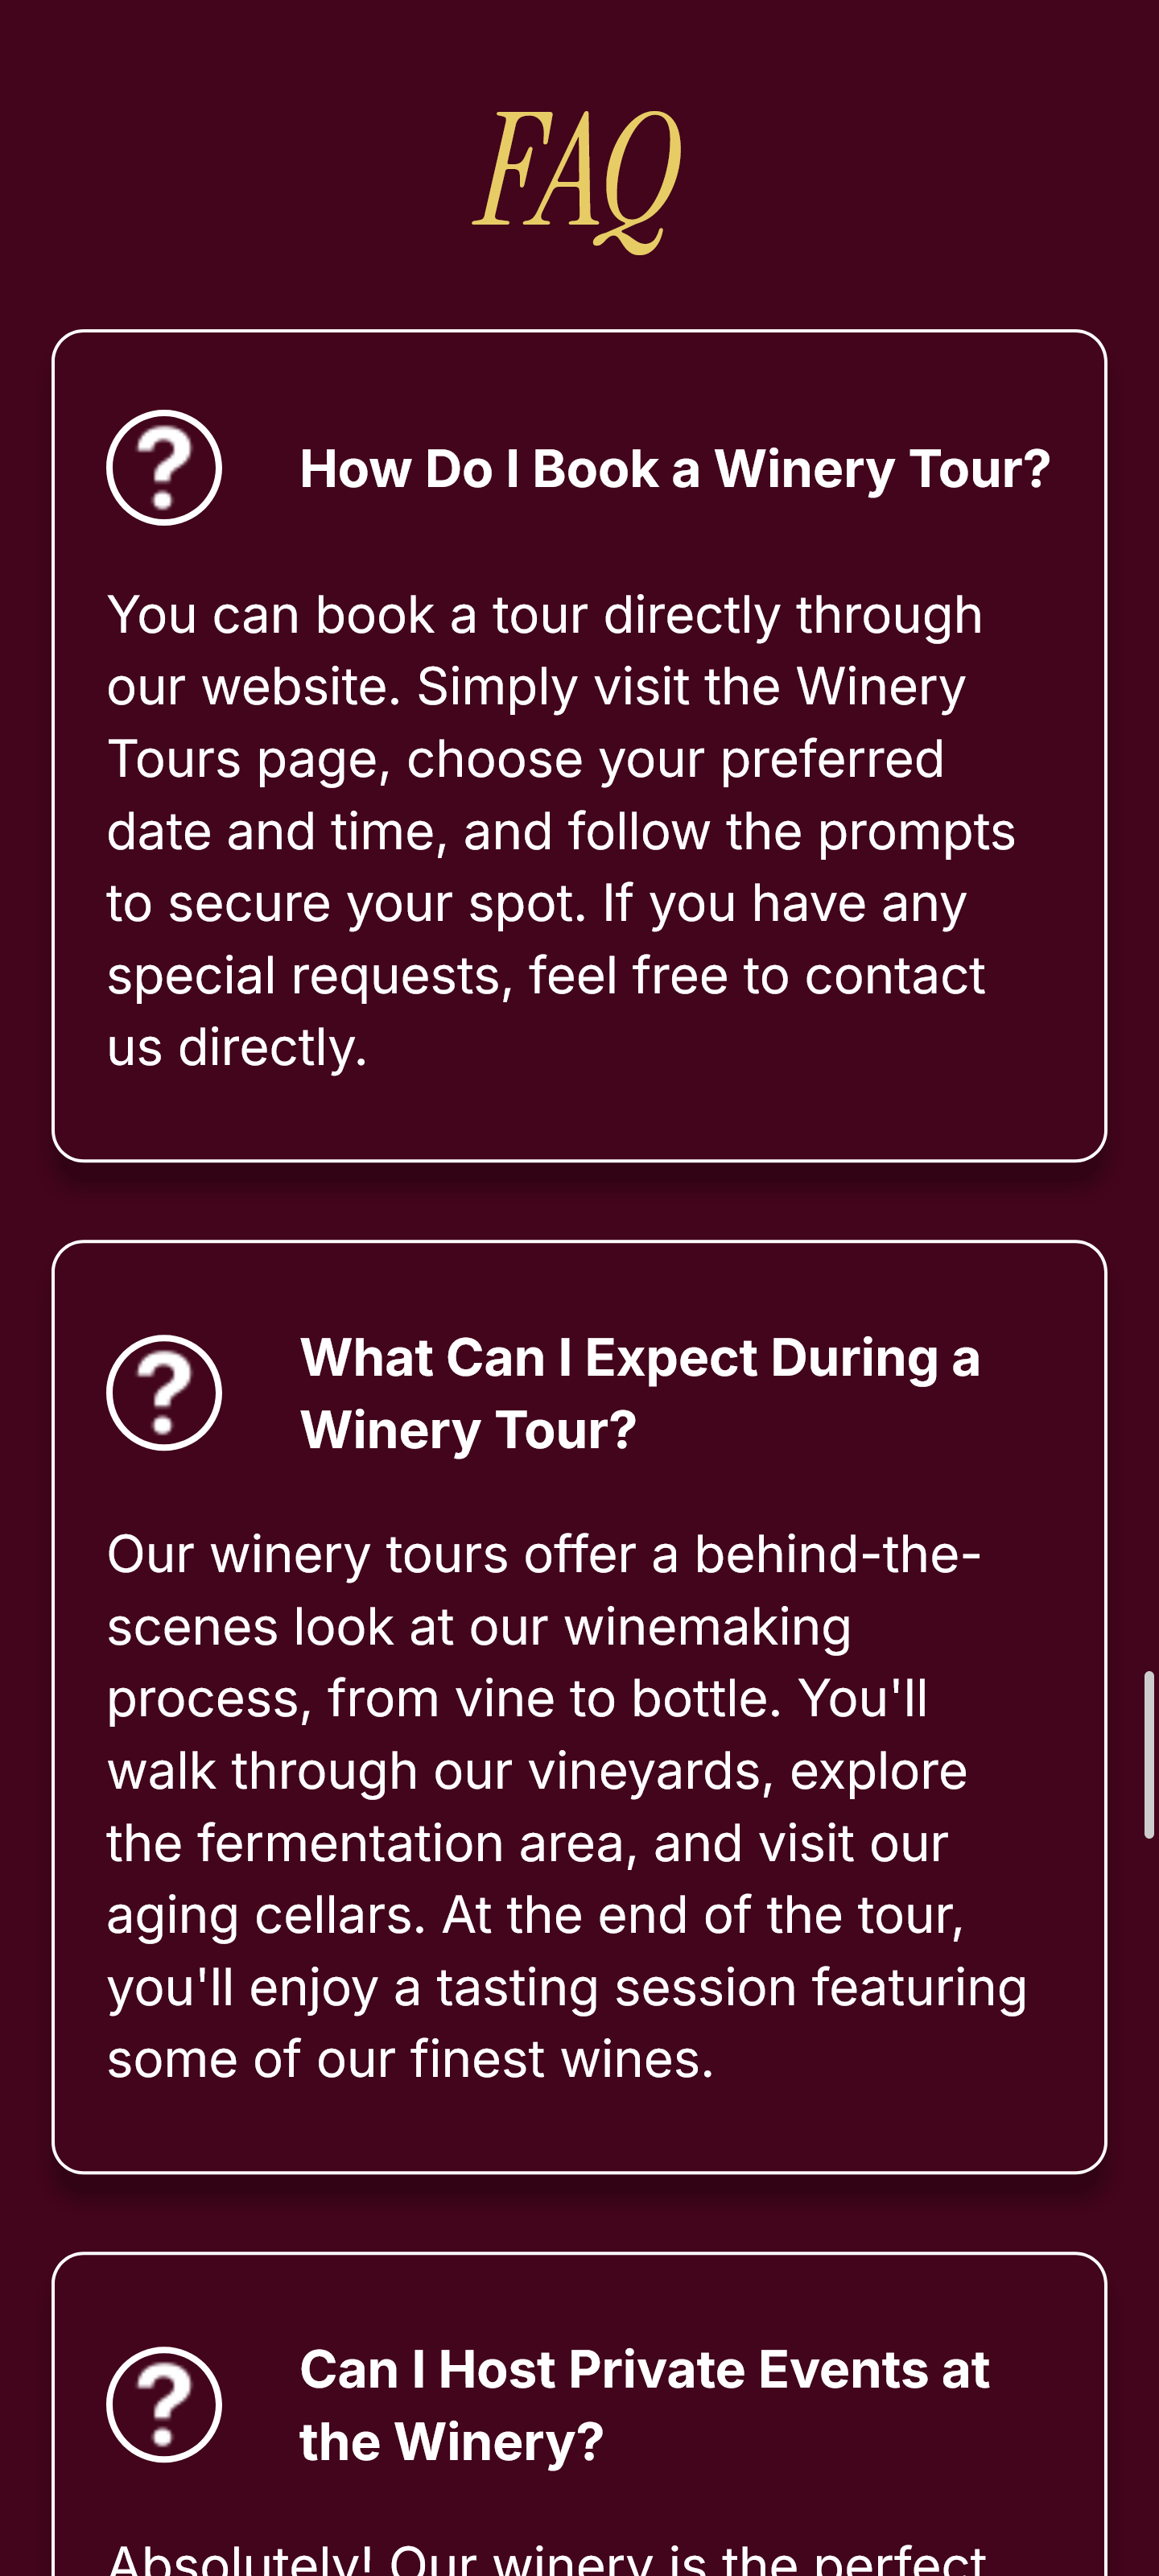 FAQ
?
How Do I Book a Winery Tour?
You can book a tour directly through
our website. Simply visit the Winery
Tours page, choose your preferred
date and time, and follow the prompts
to secure your spot. If you have any
special requests, feel free to contact
us directly.
?
What Can I Expect During a
Winery Tour?
Our winery tours offer a behind-the-
scenes look at our winemaking
process, from vine to bottle. You'll
walk through our vineyards, explore
the fermentation area, and visit our
aging cellars. At the end of the tour,
you'll enjoy a tasting session featuring
some of our finest wines.
?
Can I Host Private Events at
the Winery?
Absolutely! Our winery is the perfect